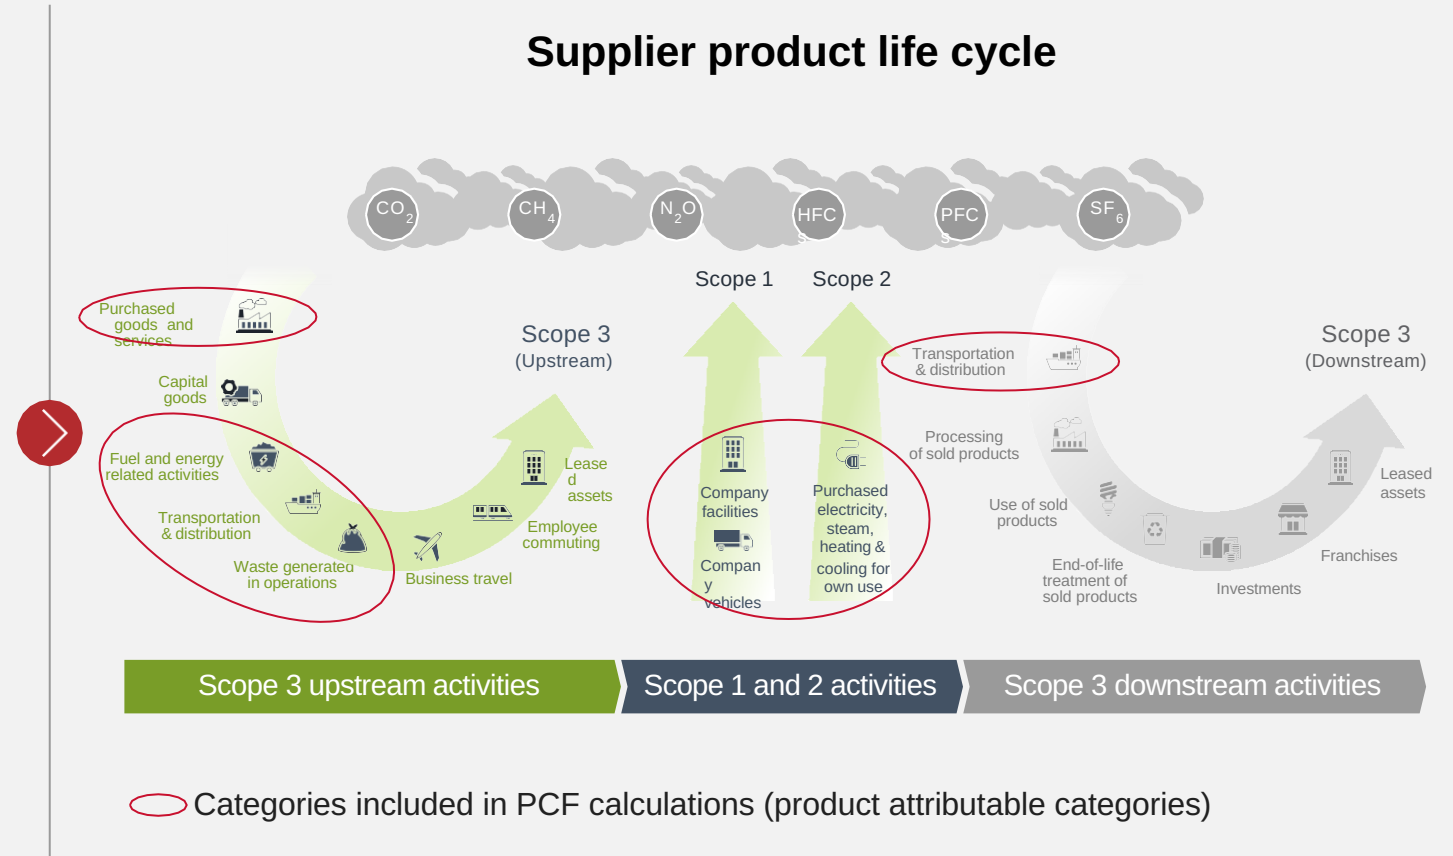 Supplier product life cycle
CO2
CH4
N2O
HFC
s
PFC
s
SF6
Scope 1
Scope 2
Purchased
goods and
services
Capital
goods
Fuel and energy
related activities
Transportation
& distribution
Waste generated
in operations
Business travel
Employee
commuting
Lease
d
assets
Scope 3
(Upstream)
Company
facilities
Compan
y
vehicles
Purchased
electricity,
steam,
heating &
cooling for
own use
Transportation
& distribution
Processing
of sold products
Use of sold
products
End-of-life
treatment of
sold products
Investments
Franchises
Leased
assets
Scope 3
(Downstream)
Scope 3 upstream activities
Scope 1 and 2 activities
Scope 3 downstream activities
Categories included in PCF calculations (product attributable categories)